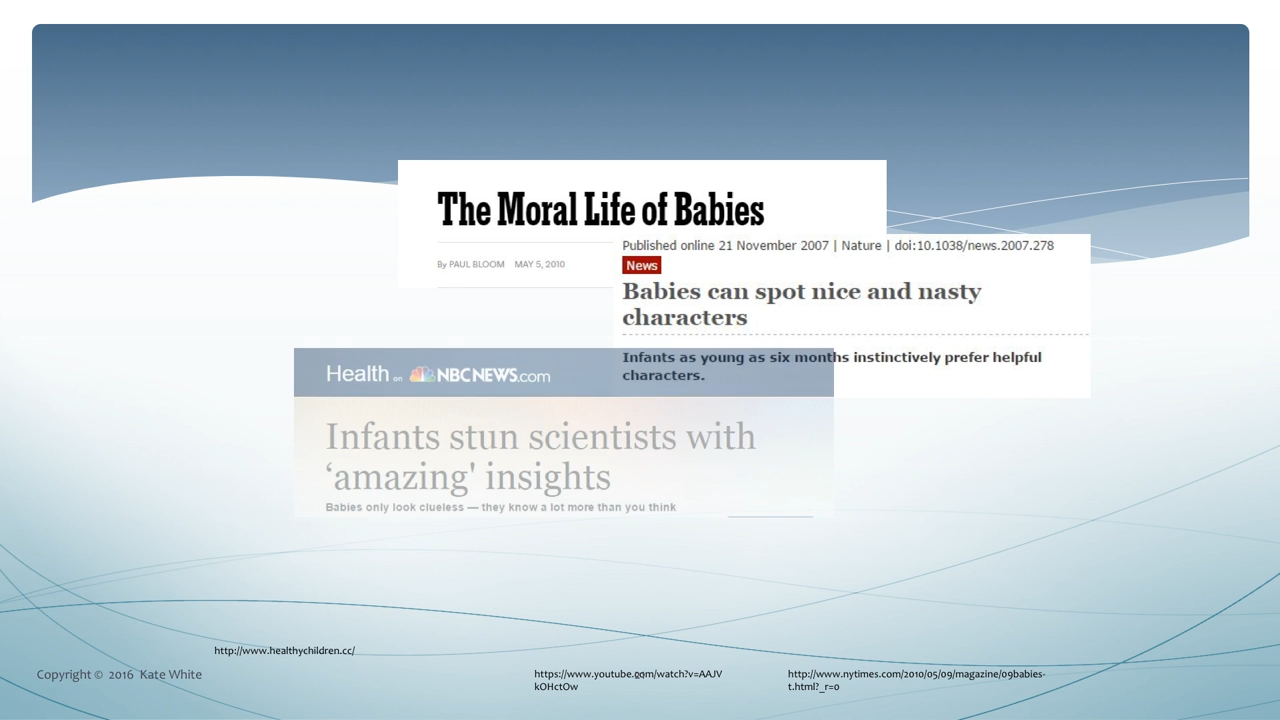 The Moral Life of Babies
By PAUL BLOOM MAY 5, 2010
Published online 21 November 2007 | Nature | doi:10.1038/news.2007.278
News
Babies can spot nice and nasty
characters
Infants as young as six months instinctively prefer helpful
characters.
Health on NBCNEWS.com
Infants stun scientists with
‘amazing' insights
Babies only look clueless — they know a lot more than you think
http://www.healthychildren.cc/
Copyright © 2016 Kate White
https://www.youtube.gqm/watch?v=AAJV
kOHctOw
http://www.nytimes.com/2010/05/09/magazine/09babies-
t.html?_r=0